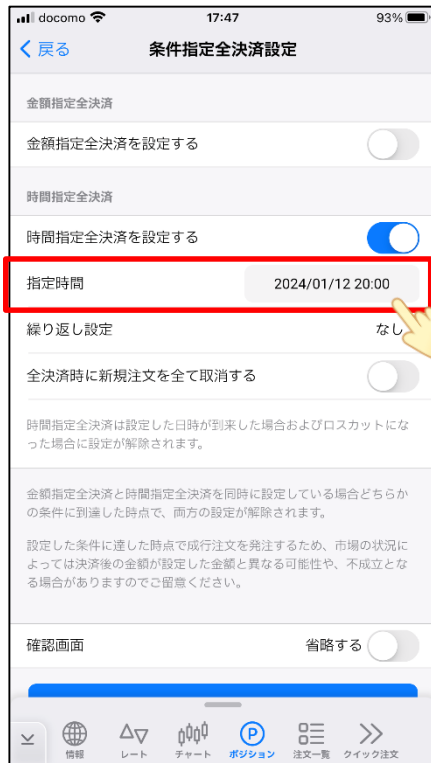 docomo 17:47 93%
戻る 条件指定全決済設定
金額指定全決済
金額指定全決済を設定する
時間指定全決済
時間指定全決済を設定する
指定時間 2024/01/12 20:00
繰り返し設定 なし
全決済時に新規注文を全て取消する
時間指定全決済は設定した日時が到来した場合およびロスカットにな
った場合に設定が解除されます。
金額指定全決済と時間指定全決済を同時に設定している場合どちらか
の条件に到達した時点で、両方の設定が解除されます。
設定した条件に達した時点で成行注文を発注するため、市場の状況に
よっては決済後の金額が設定した金額と異なる可能性や、不成立とな
る場合がありますのでご留意ください。
確認画面 省略する
P
情報 レート チャート ポジション 注文一覧 クイック注文